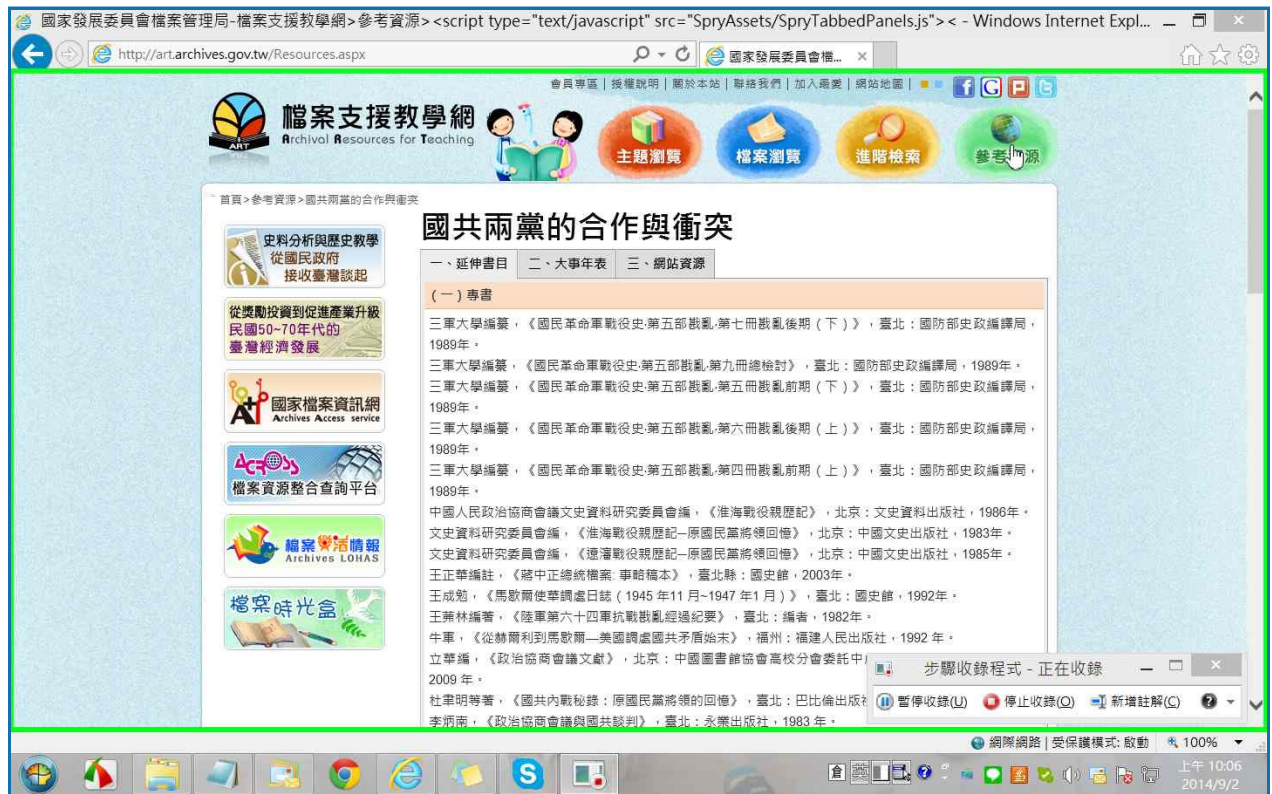 國家發展委員會檔案管理局-檔案支援教學網>參考資源><script type="text/javascript" src="SpryAssets/SpryTabbedPanels.js">< - Windows Internet Expl...
http://art.archives.gov.tw/Resources.aspx
國家發展委員會檔... ×
會員專區 | 授權說明 | 關於本站 | 聯絡我們 | 加入最愛 | 網站地圖 |
ART
檔案支援教學網
Archival Resources for Teaching
主題瀏覽
檔案瀏覽
進階檢索
參考 源
首頁>參考資源>國共兩黨的合作與衝突
國共兩黨的合作與衝突
史料分析與歷史教學
從國民政府
接收臺灣談起
從獎勵投資到促進產業升級
民國50~70年代的
臺灣經濟發展
國家檔案資訊網
Archives Access service
ACROSS
檔案資源整合查詢平台
檔案樂活情報
Archives LOHAS
檔案時光盒
一、延伸書目
二、大事年表
三、網站資源
(一)專書
三軍大學編纂，《國民革命軍戰役史‧第五部戡亂‧第七冊戡亂後期(下)》，臺北：國防部史政編譯局，
1989年。
三軍大學編纂，《國民革命軍戰役史‧第五部戡亂‧第九冊總檢討》，臺北：國防部史政編譯局，1989年。
三軍大學編纂，《國民革命軍戰役史‧第五部戡亂‧第五冊戡亂前期(下)》，臺北：國防部史政編譯局，
1989年。
三軍大學編纂，《國民革命軍戰役史‧第五部戡亂‧第六冊戡亂後期(上)》，臺北：國防部史政編譯局，
1989年。
三軍大學編纂，《國民革命軍戰役史‧第五部戡亂‧第四冊戡亂前期(上)》，臺北：國防部史政編譯局，
1989年。
中國人民政治協商會議文史資料研究委員會編，《淮海戰役親歷記》，北京：文史資料出版社，1986年。
文史資料研究委員會編，《淮海戰役親歷記—原國民黨將領回憶》，北京：中國文史出版社，1983年。
文史資料研究委員會編，《遼瀋戰役親歷記—原國民黨將領回憶》，北京：中國文史出版社，1985年。
王正華編註，《蔣中正總統檔案: 事略稿本》，臺北縣：國史館，2003年。
王成勉，《馬歇爾使華調處日誌(1945 年11 月~1947 年1 月)》，臺北：國史館，1992年。
王萠林編著，《陸軍第六十四軍抗戰戡亂經過紀要》，臺北：編者，1982年。
牛軍，《從赫爾利到馬歇爾—美國調處國共矛盾始末》，福州：福建人民出版社，1992 年。
立華編，《政治協商會議文獻》，北京：中國圖書館協會高校分會委託中
2009 年。
杜聿明等著，《國共內戰秘錄：原國民黨將領的回憶》，臺北：巴比倫出版社
李炳南，《政治協商會議與國共談判》，臺北：永業出版社，1983 年。
步驟收錄程式 - 正在收錄
暫停收錄(U) 停止收錄(O) 新增註解(C)
網際網路 | 受保護模式: 啟動 100%
上午 10:06
2014/9/2